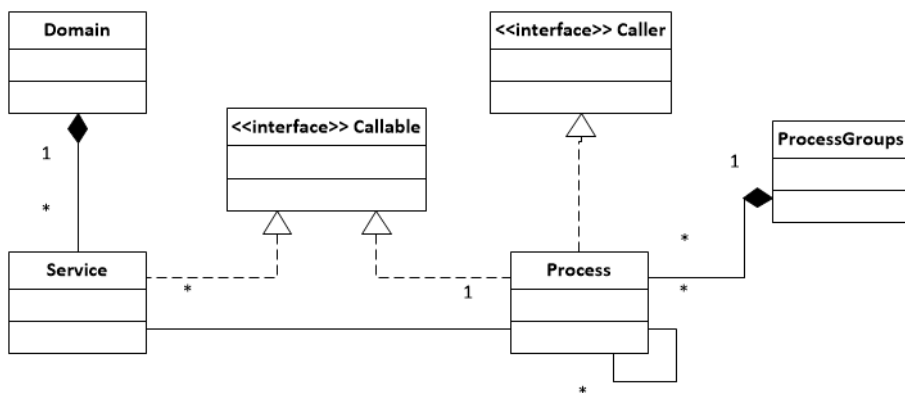 Domain
<<interface>> Caller
<<interface>> Callable
ProcessGroups
1
1
*
*
Service
Process
*
1
*
*